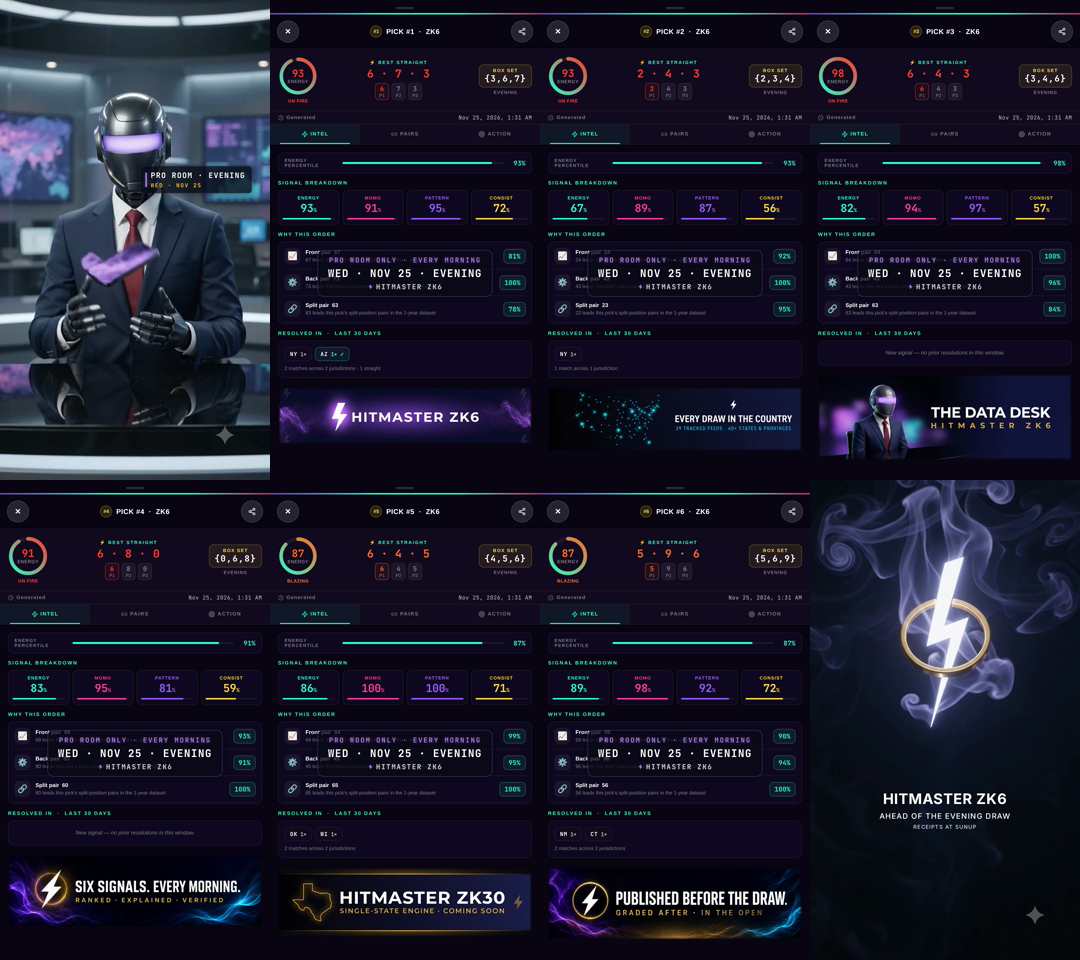 PRO ROOM · EVENING
WED · NOV 25
✕
#1 PICK #1 · ZK6
93
ENERGY
ON FIRE
⚡ BEST STRAIGHT
6 · 7 · 3
6 7 3
P1 P2 P3
BOX SET
{3,6,7}
EVENING
Generated
Nov 25, 2026, 1:31 AM
INTEL
PAIRS
ACTION
ENERGY PERCENTILE
93%
SIGNAL BREAKDOWN
ENERGY MOMO PATTERN CONSIST
93% 91% 95% 72%
WHY THIS ORDER
Front
81%
PRO ROOM ONLY · EVERY MORNING
WED · NOV 25 · EVENING
⚡HITMASTER ZK6
Back
100%
Split pair 63
63 leads this pick's split-position pairs in the 1-year dataset
78%
RESOLVED IN · LAST 30 DAYS
NY 1× AZ 1× ✓
2 matches across 2 jurisdictions · 1 straight
HITMASTER ZK6
✕
#2 PICK #2 · ZK6
93
ENERGY
ON FIRE
⚡ BEST STRAIGHT
2 · 4 · 3
2 4 3
P1 P2 P3
BOX SET
{2,3,4}
EVENING
Generated
Nov 25, 2026, 1:31 AM
INTEL
PAIRS
ACTION
ENERGY PERCENTILE
93%
SIGNAL BREAKDOWN
ENERGY MOMO PATTERN CONSIST
67% 89% 87% 56%
WHY THIS ORDER
Front
92%
PRO ROOM ONLY · EVERY MORNING
WED · NOV 25 · EVENING
⚡HITMASTER ZK6
Back
100%
Split pair 23
23 leads this pick's split-position pairs in the 1-year dataset
95%
RESOLVED IN · LAST 30 DAYS
NY 1×
1 match across 1 jurisdiction
EVERY DRAW IN THE COUNTRY
39 TRACKED FEEDS · 40+ STATES & PROVINCES
✕
#3 PICK #3 · ZK6
98
ENERGY
ON FIRE
⚡ BEST STRAIGHT
6 · 4 · 3
6 4 3
P1 P2 P3
BOX SET
{3,4,6}
EVENING
Generated
Nov 25, 2026, 1:31 AM
INTEL
PAIRS
ACTION
ENERGY PERCENTILE
98%
SIGNAL BREAKDOWN
ENERGY MOMO PATTERN CONSIST
82% 94% 97% 57%
WHY THIS ORDER
Front
100%
PRO ROOM ONLY · EVERY MORNING
WED · NOV 25 · EVENING
⚡HITMASTER ZK6
Back
96%
Split pair 63
63 leads this pick's split-position pairs in the 1-year dataset
84%
RESOLVED IN · LAST 30 DAYS
New signal — no prior resolutions in this window.
THE DATA DESK
HITMASTER ZK6
✕
#4 PICK #4 · ZK6
91
ENERGY
ON FIRE
⚡ BEST STRAIGHT
6 · 8 · 0
6 8 0
P1 P2 P3
BOX SET
{0,6,8}
EVENING
Generated
Nov 25, 2026, 1:31 AM
INTEL
PAIRS
ACTION
ENERGY PERCENTILE
91%
SIGNAL BREAKDOWN
ENERGY MOMO PATTERN CONSIST
83% 95% 81% 59%
WHY THIS ORDER
Front
93%
PRO ROOM ONLY · EVERY MORNING
WED · NOV 25 · EVENING
⚡HITMASTER ZK6
Back
91%
Split pair 60
60 leads this pick's split-position pairs in the 1-year dataset
100%
RESOLVED IN · LAST 30 DAYS
New signal — no prior resolutions in this window.
SIX SIGNALS. EVERY MORNING.
RANKED · EXPLAINED · VERIFIED
✕
#5 PICK #5 · ZK6
87
ENERGY
BLAZING
⚡ BEST STRAIGHT
6 · 4 · 5
6 4 5
P1 P2 P3
BOX SET
{4,5,6}
EVENING
Generated
Nov 25, 2026, 1:31 AM
INTEL
PAIRS
ACTION
ENERGY PERCENTILE
87%
SIGNAL BREAKDOWN
ENERGY MOMO PATTERN CONSIST
86% 100% 100% 71%
WHY THIS ORDER
Front
99%
PRO ROOM ONLY · EVERY MORNING
WED · NOV 25 · EVENING
⚡HITMASTER ZK6
Back
95%
Split pair 65
65 leads this pick's split-position pairs in the 1-year dataset
100%
RESOLVED IN · LAST 30 DAYS
OK 1× WI 1×
2 matches across 2 jurisdictions
HITMASTER ZK30
SINGLE-STATE ENGINE · COMING SOON
✕
#6 PICK #6 · ZK6
87
ENERGY
BLAZING
⚡ BEST STRAIGHT
5 · 9 · 6
5 9 6
P1 P2 P3
BOX SET
{5,6,9}
EVENING
Generated
Nov 25, 2026, 1:31 AM
INTEL
PAIRS
ACTION
ENERGY PERCENTILE
87%
SIGNAL BREAKDOWN
ENERGY MOMO PATTERN CONSIST
89% 98% 92% 72%
WHY THIS ORDER
Front
90%
PRO ROOM ONLY · EVERY MORNING
WED · NOV 25 · EVENING
⚡HITMASTER ZK6
Back
94%
Split pair 56
56 leads this pick's split-position pairs in the 1-year dataset
100%
RESOLVED IN · LAST 30 DAYS
NM 1× CT 1×
2 matches across 2 jurisdictions
PUBLISHED BEFORE THE DRAW.
GRADED AFTER · IN THE OPEN
HITMASTER ZK6
AHEAD OF THE EVENING DRAW
RECEIPTS AT SUNUP